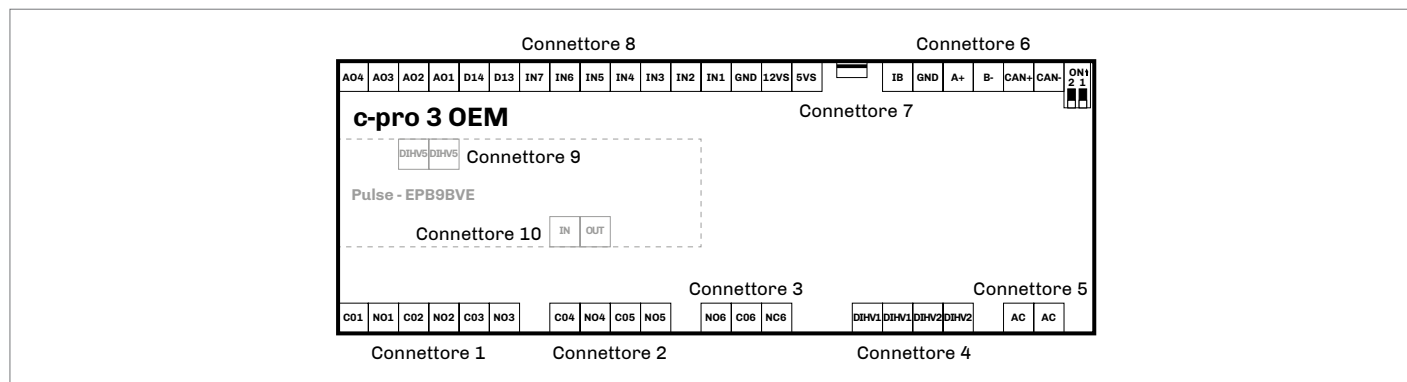 Connettore 8 Connettore 6
AO4 AO3 AO2 AO1 D14 D13 IN7 IN6 IN5 IN4 IN3 IN2 IN1 GND 12VS 5VS IB GND A+ B- CAN+ CAN- ON↑
2 1
Connettore 7
c-pro 3 OEM
DIHV5 DIHV5 Connettore 9
Pulse - EPB9BVE
Connettore 10 IN OUT
Connettore 3 Connettore 5
C01 NO1 C02 NO2 C03 NO3 C04 NO4 C05 NO5 NO6 C06 NC6 DIHV1 DIHV1 DIHV2 DIHV2 AC AC
Connettore 1 Connettore 2 Connettore 4